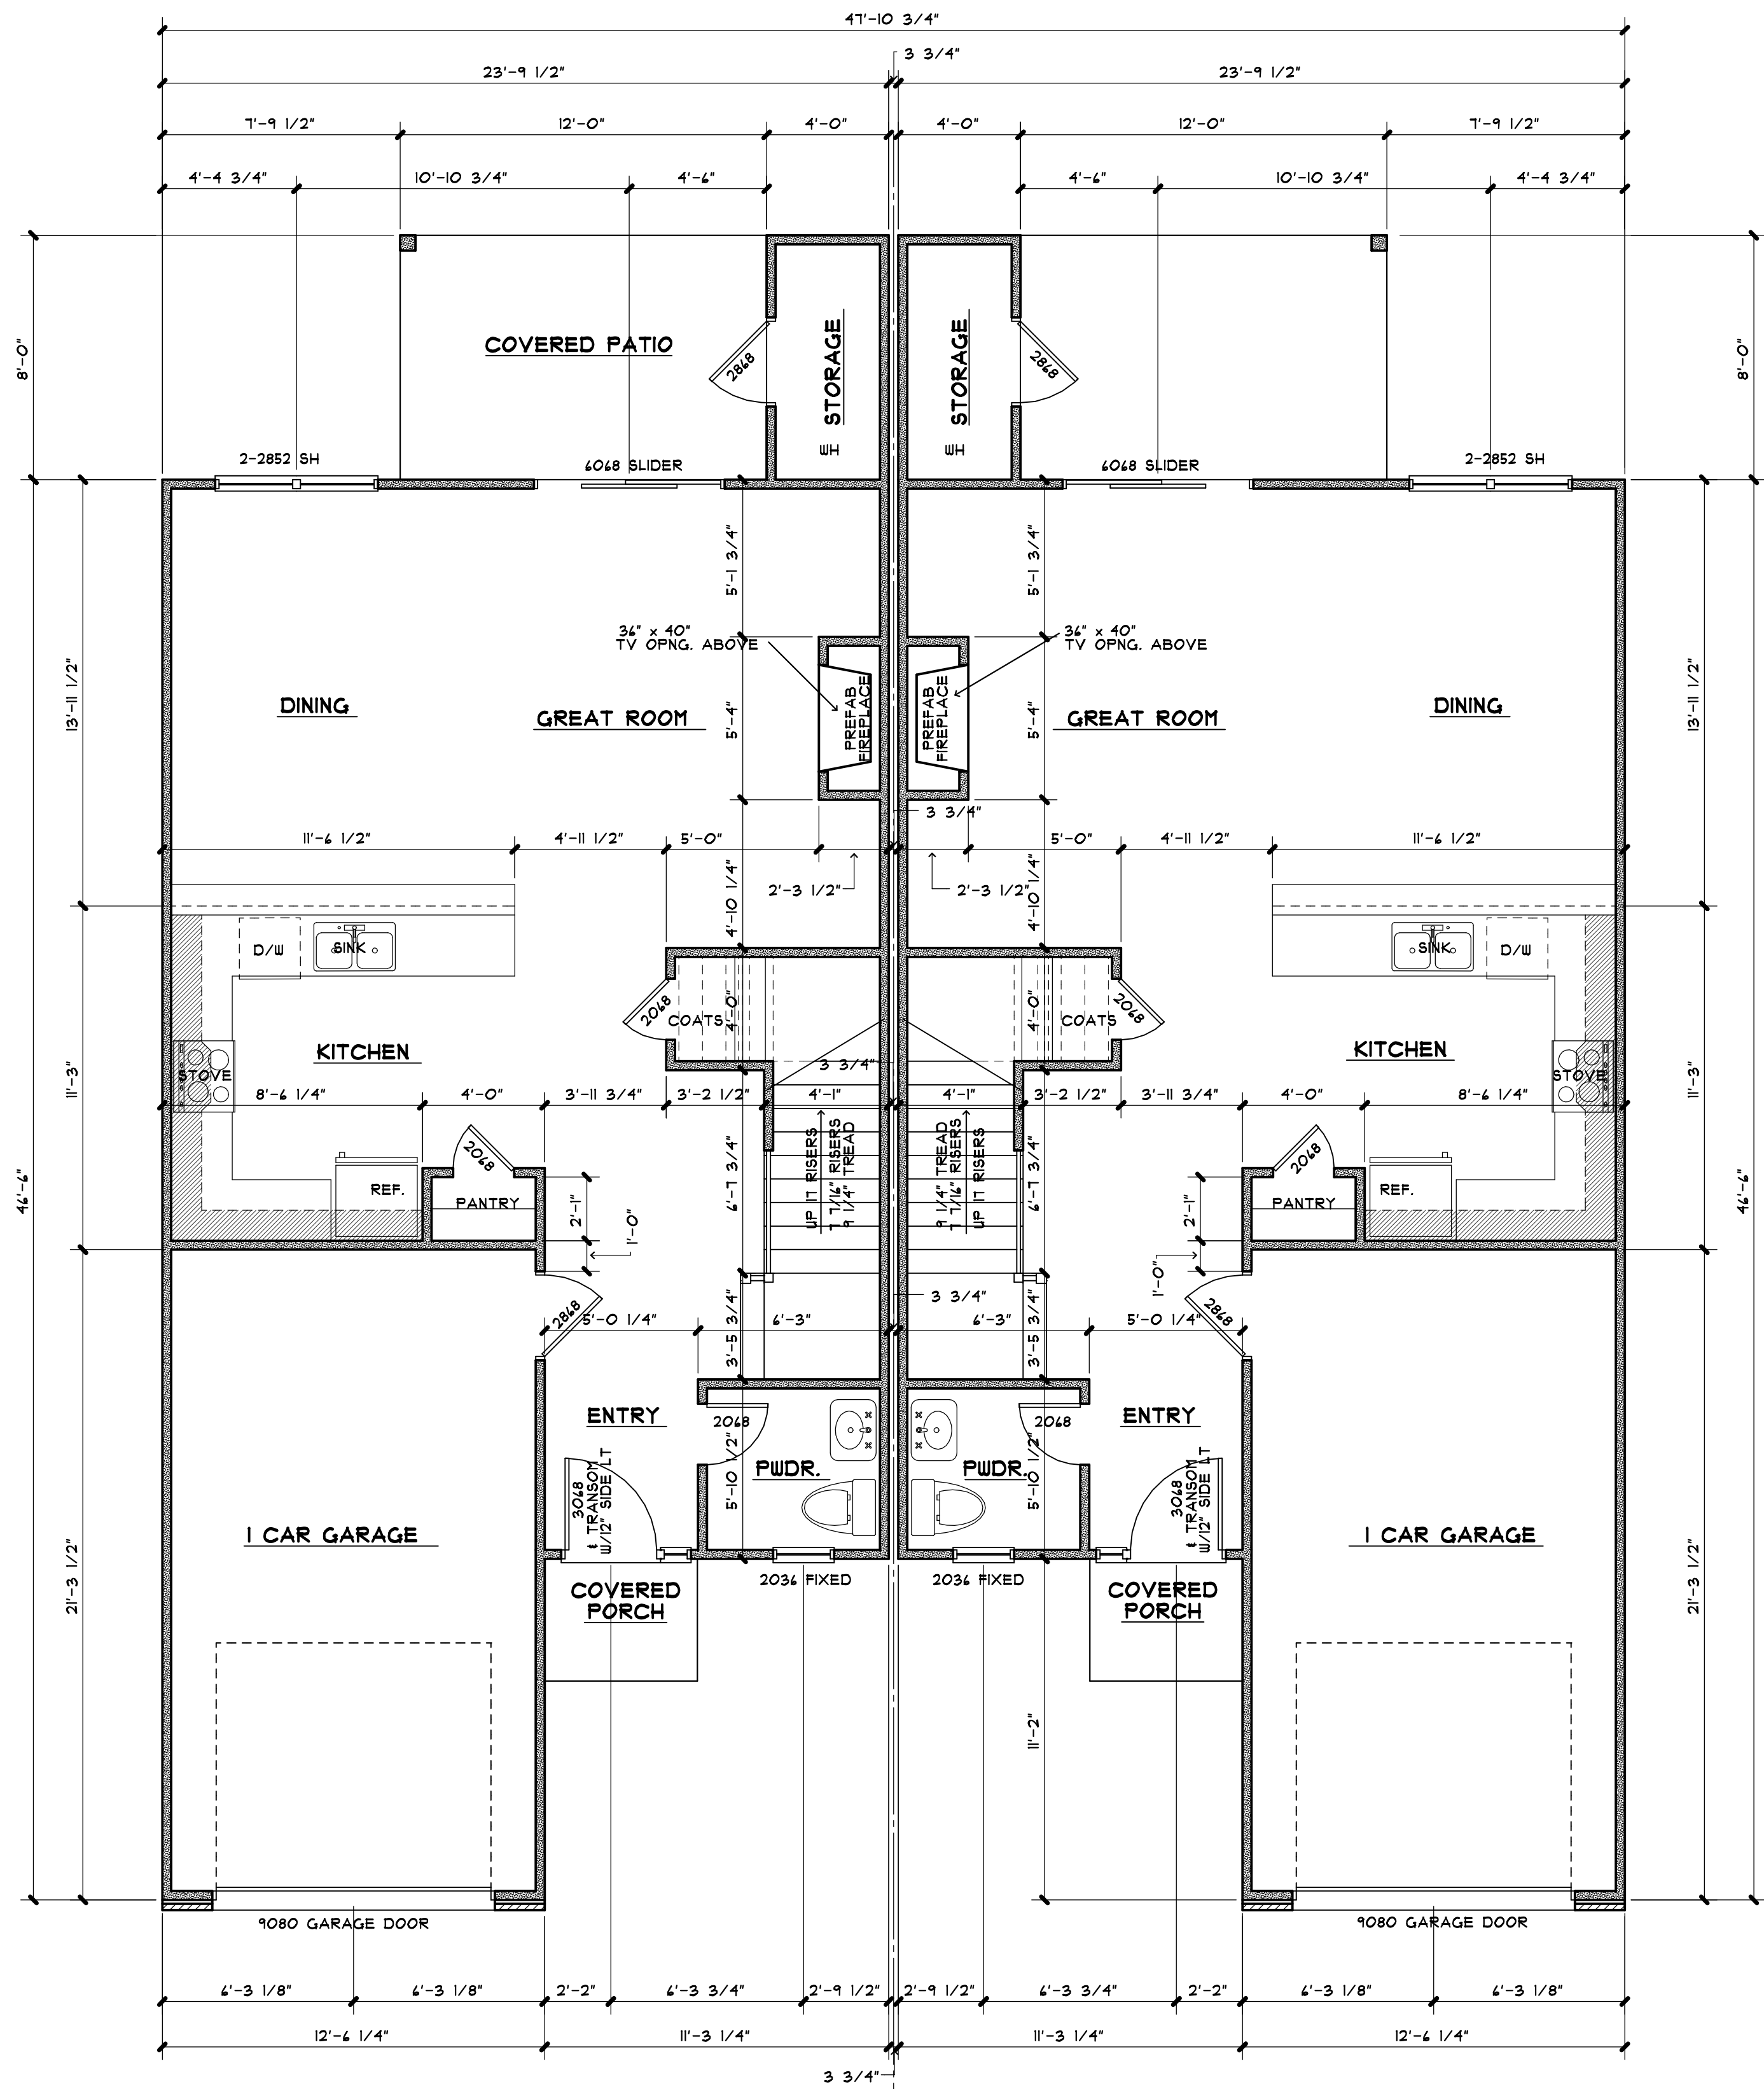 47'-10 3/4"
3 3/4"
23'-9 1/2"
23'-9 1/2"
7'-9 1/2"
12'-0"
4'-0"
4'-0"
12'-0"
7'-9 1/2"
4'-4 3/4"
10'-10 3/4"
4'-6"
4'-6"
10'-10 3/4"
4'-4 3/4"
8'-0"
COVERED PATIO
2868
STORAGE
WH
STORAGE
WH
2868
8'-0"
2-2852 SH
6068 SLIDER
6068 SLIDER
2-2852 SH
5'-1 3/4"
5'-1 3/4"
36" x 40"
TV OPNG. ABOVE
36" x 40"
TV OPNG. ABOVE
13'-11 1/2"
DINING
GREAT ROOM
5'-4"
PREFAB
FIREPLACE
PREFAB
FIREPLACE
5'-4"
GREAT ROOM
DINING
13'-11 1/2"
3 3/4"
11'-6 1/2"
4'-11 1/2"
5'-0"
5'-0"
4'-11 1/2"
11'-6 1/2"
2'-3 1/2"
2'-3 1/2"
4'-10 1/4"
4'-10 1/4"
D/W
SINK
SINK
D/W
2068
COATS
4'-0"
4'-0"
COATS
2068
KITCHEN
KITCHEN
11'-3"
STOVE
3 3/4"
STOVE
11'-3"
8'-6 1/4"
4'-0"
3'-11 3/4"
3'-2 1/2"
4'-1"
4'-1"
3'-2 1/2"
3'-11 3/4"
4'-0"
8'-6 1/4"
2068
2068
46'-6"
REF.
PANTRY
2'-1"
1'-0"
6'-7 3/4"
UP 17 RISERS
7 7/16" RISERS
9 1/4" TREAD
9 1/4" TREAD
7 7/16" RISERS
UP 17 RISERS
6'-7 3/4"
1'-0"
2'-1"
PANTRY
REF.
46'-6"
3 3/4"
2868
5'-0 1/4"
3'-5 3/4"
6'-3"
6'-3"
3'-5 3/4"
5'-0 1/4"
2868
ENTRY
2068
2068
ENTRY
5'-10 1/2"
PWDR.
PWDR.
5'-10 1/2"
3068
& TRANSOM
W/12" SIDE LT
3068
& TRANSOM
W/12" SIDE LT
1 CAR GARAGE
1 CAR GARAGE
21'-3 1/2"
21'-3 1/2"
COVERED
PORCH
2036 FIXED
2036 FIXED
COVERED
PORCH
11'-2"
9080 GARAGE DOOR
9080 GARAGE DOOR
6'-3 1/8"
6'-3 1/8"
2'-2"
6'-3 3/4"
2'-9 1/2"
2'-9 1/2"
6'-3 3/4"
2'-2"
6'-3 1/8"
6'-3 1/8"
12'-6 1/4"
11'-3 1/4"
11'-3 1/4"
12'-6 1/4"
3 3/4"